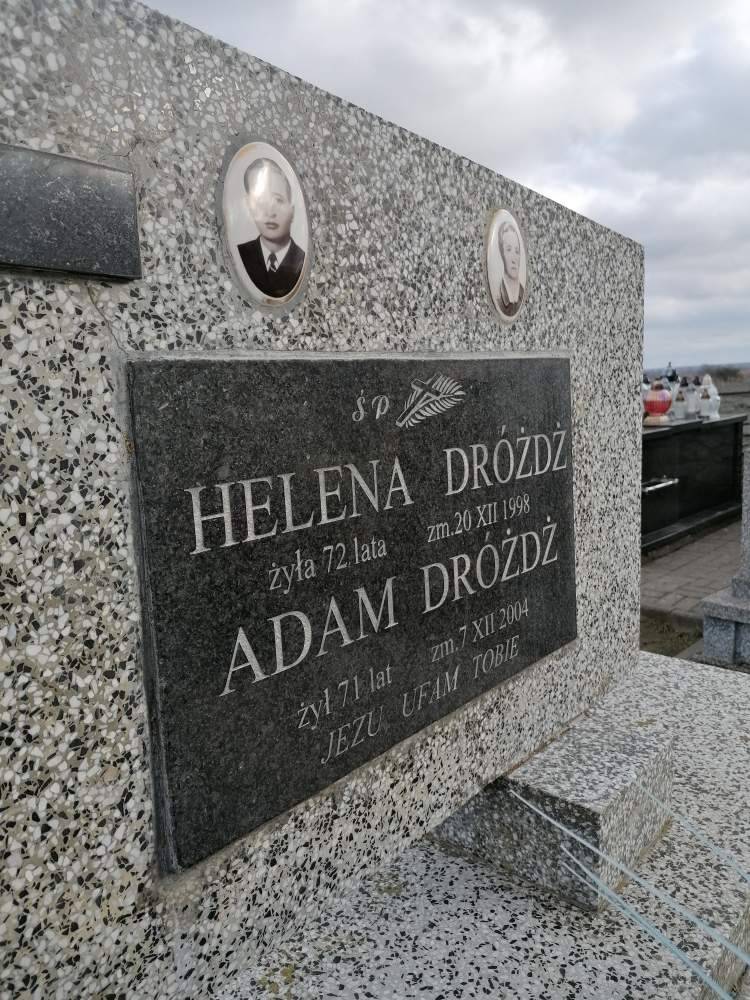 śp
HELENA DRÓŻDŻ
żyła 72 lata zm.20 XII 1998
ADAM DRÓŻDŻ
żył 71 lat zm.7 XII 2004
JEZU UFAM TOBIE